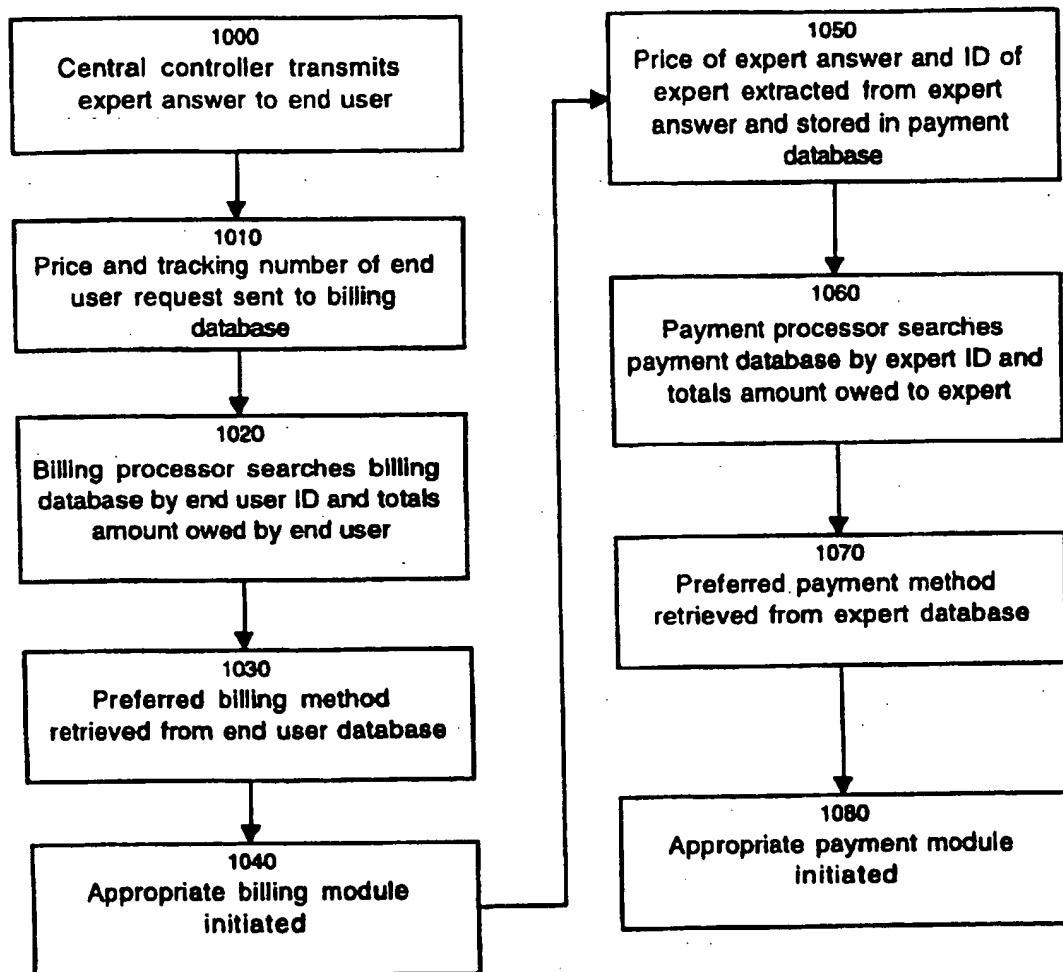 1000
Central controller transmits
expert answer to end user
1010
Price and tracking number of end
user request sent to billing
database
1020
Billing processor searches billing
database by end user ID and totals
amount owed by end user
1030
Preferred billing method
retrieved from end user database
1040
Appropriate billing module
initiated
1050
Price of expert answer and ID of
expert extracted from expert
answer and stored in payment
database
1060
Payment processor searches
payment database by expert ID and
totals amount owed to expert
1070
Preferred payment method
retrieved from expert database
1080
Appropriate payment module
initiated